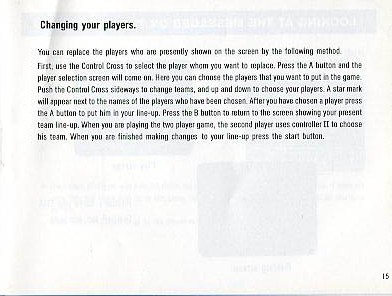 Changing your players.
You can replace the players who are presently shown on the screen by the following method.
First, use the Control Cross to select the player whom you want to replace. Press the A button and the
player selection screen will come on. Here you can choose the players that you want to put in the game.
Push the Control Cross sideways to change teams, and up and down to choose your players. A star mark
will appear next to the names of the players who have been chosen. After you have chosen a player press
the A button to put him in your line-up. Press the B button to return to the screen showing your present
team line-up. When you are playing the two player game, the second player uses controller II to choose
his team. When you are finished making changes to your line-up press the start button.
15